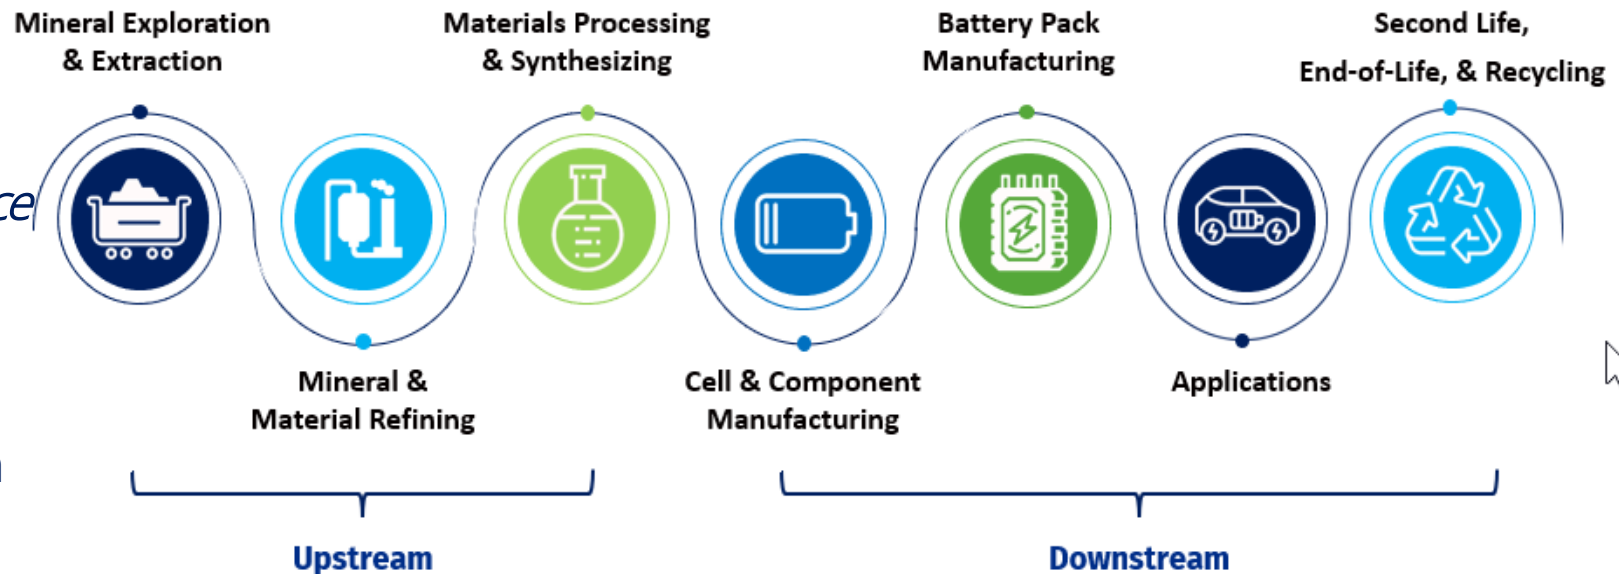 Mineral Exploration
& Extraction
Materials Processing
& Synthesizing
Battery Pack
Manufacturing
Second Life,
End-of-Life, & Recycling
ce
Mineral &
Material Refining
Cell & Component
Manufacturing
Applications
Upstream
Downstream